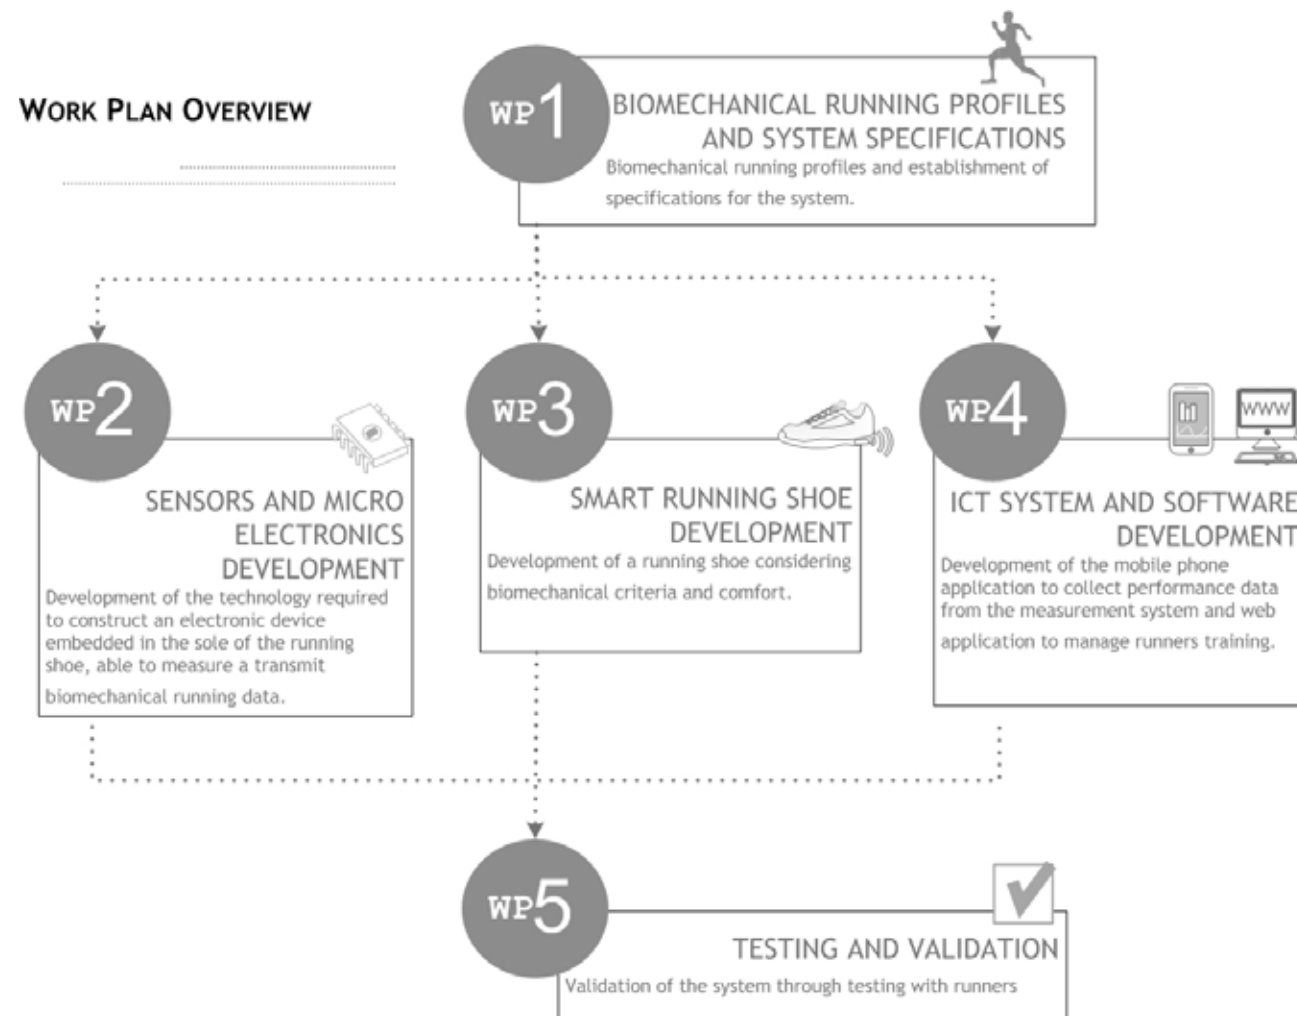 WORK PLAN OVERVIEW
WP1
BIOMECHANICAL RUNNING PROFILES
AND SYSTEM SPECIFICATIONS
Biomechanical running profiles and establishment of
specifications for the system.
WP2
SENSORS AND MICRO
ELECTRONICS
DEVELOPMENT
Development of the technology required
to construct an electronic device
embedded in the sole of the running
shoe, able to measure a transmit
biomechanical running data.
WP3
SMART RUNNING SHOE
DEVELOPMENT
Development of a running shoe considering
biomechanical criteria and comfort.
WP4
WWW
ICT SYSTEM AND SOFTWARE
DEVELOPMENT
Development of the mobile phone
application to collect performance data
from the measurement system and web
application to manage runners training.
WP5
TESTING AND VALIDATION
Validation of the system through testing with runners